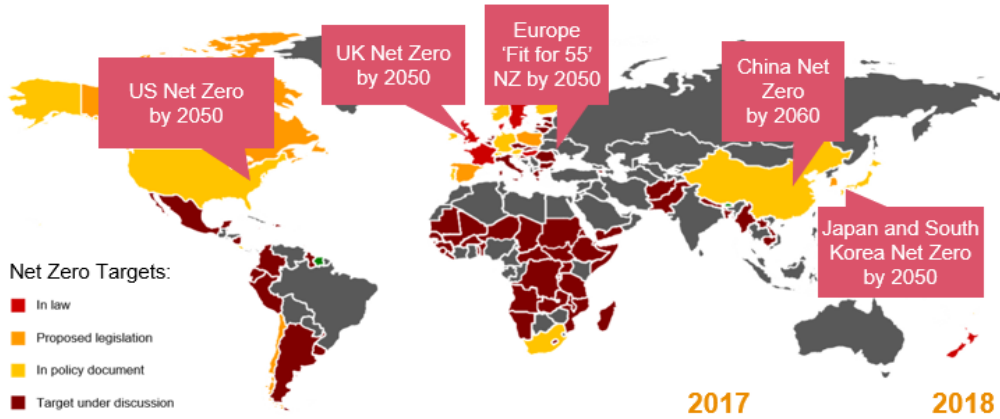 US Net Zero
by 2050
UK Net Zero
by 2050
Europe
‘Fit for 55’
NZ by 2050
China Net
Zero
by 2060
Japan and South
Korea Net Zero
by 2050
Net Zero Targets:
In law
Proposed legislation
In policy document
Target under discussion
2017
2018